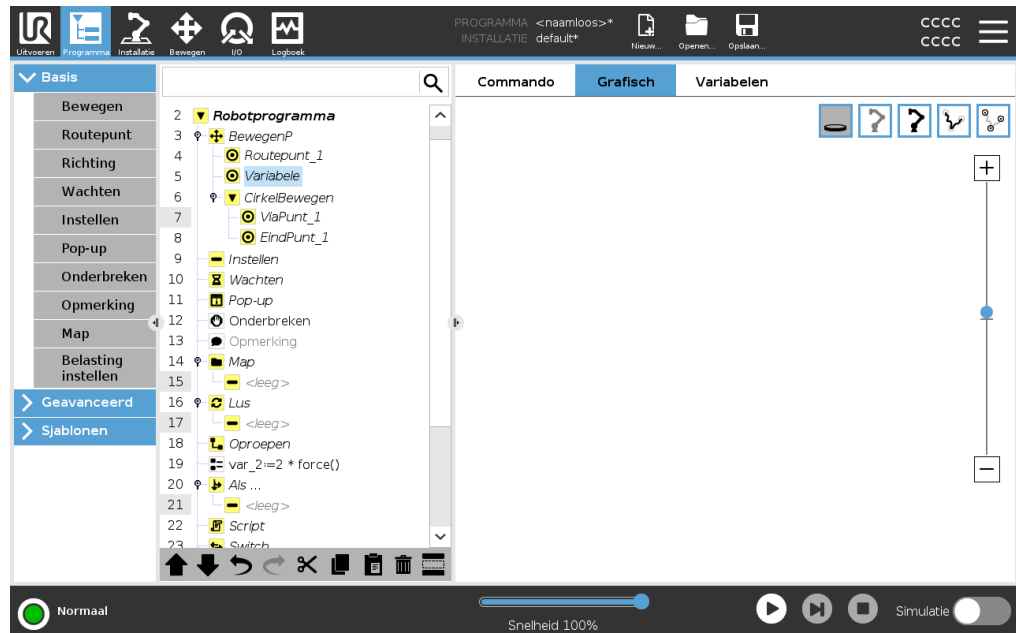 UR
PROGRAMMA <naamloos>*
INSTALLATIE default*
Uitvoeren Programma Installatie Bewegen I/O Logboek
Nieuw... Openen... Opslaan...
cccc
cccc
Basis
Bewegen
Routepunt
Richting
Wachten
Instellen
Pop-up
Onderbreken
Opmerking
Map
Belasting
instellen
Geavanceerd
Sjablonen
2 Robotprogramma
3 BewegenP
4 Routepunt_1
5 Variabele
6 CirkelBewegen
7 ViaPunt_1
8 EindPunt_1
9 Instellen
10 Wachten
11 Pop-up
12 Onderbreken
13 Opmerking
14 Map
15 <leeg>
16 Lus
17 <leeg>
18 Oproepen
19 var_2:=2 * force()
20 Als ...
21 <leeg>
22 Script
23 Switch
Commando Grafisch Variabelen
Normaal
Snelheid 100%
Simulatie